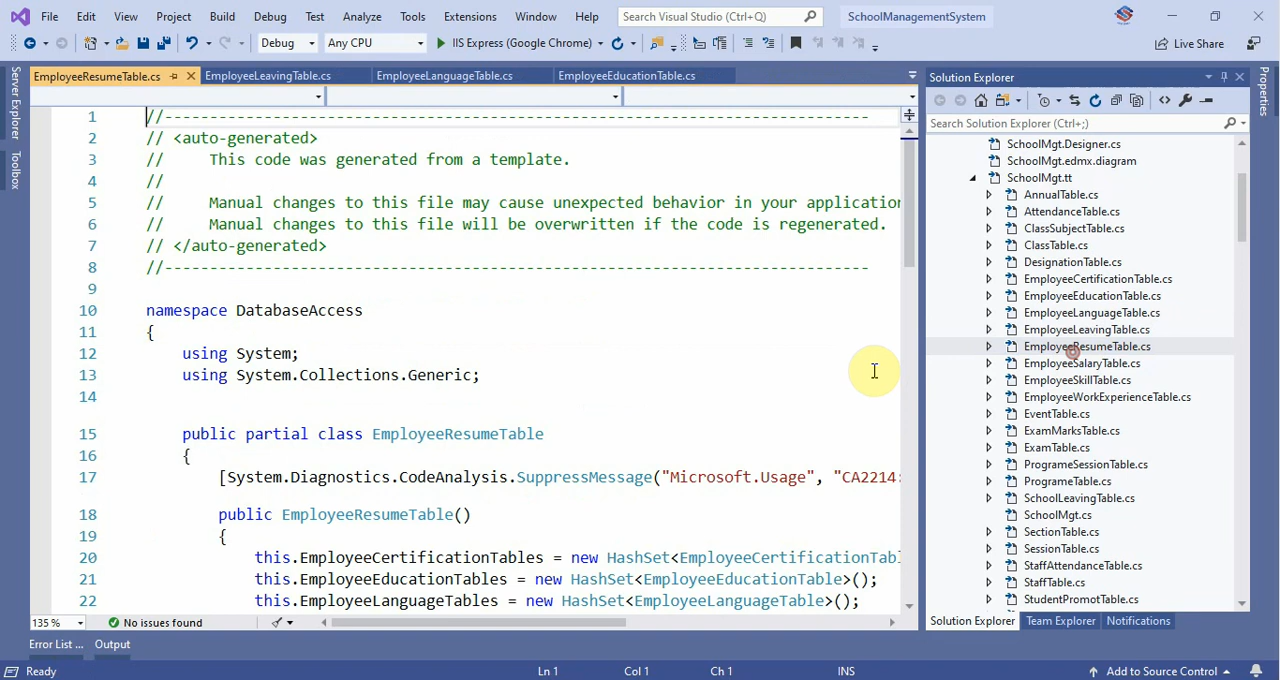 File Edit View Project Build Debug Test Analyze Tools Extensions Window Help Search Visual Studio (Ctrl+Q) SchoolManagementSystem
Debug Any CPU IIS Express (Google Chrome) Live Share
EmployeeResumeTable.cs EmployeeLeavingTable.cs EmployeeLanguageTable.cs EmployeeEducationTable.cs
Server Explorer
Toolbox
1 //------------------------------------------------------------------------------
2 // <auto-generated>
3 //     This code was generated from a template.
4 //
5 //     Manual changes to this file may cause unexpected behavior in your application
6 //     Manual changes to this file will be overwritten if the code is regenerated.
7 // </auto-generated>
8 //------------------------------------------------------------------------------
9
10 namespace DatabaseAccess
11 {
12     using System;
13     using System.Collections.Generic;
14
15     public partial class EmployeeResumeTable
16     {
17         [System.Diagnostics.CodeAnalysis.SuppressMessage("Microsoft.Usage", "CA2214:
18         public EmployeeResumeTable()
19         {
20             this.EmployeeCertificationTables = new HashSet<EmployeeCertificationTabl
21             this.EmployeeEducationTables = new HashSet<EmployeeEducationTable>();
22             this.EmployeeLanguageTables = new HashSet<EmployeeLanguageTable>();
135 % No issues found
Solution Explorer
Search Solution Explorer (Ctrl+;)
SchoolMgt.Designer.cs
SchoolMgt.edmx.diagram
SchoolMgt.tt
AnnualTable.cs
AttendanceTable.cs
ClassSubjectTable.cs
ClassTable.cs
DesignationTable.cs
EmployeeCertificationTable.cs
EmployeeEducationTable.cs
EmployeeLanguageTable.cs
EmployeeLeavingTable.cs
EmployeeResumeTable.cs
EmployeeSalaryTable.cs
EmployeeSkillTable.cs
EmployeeWorkExperienceTable.cs
EventTable.cs
ExamMarksTable.cs
ExamTable.cs
ProgrameSessionTable.cs
ProgrameTable.cs
SchoolLeavingTable.cs
SchoolMgt.cs
SectionTable.cs
SessionTable.cs
StaffAttendanceTable.cs
StaffTable.cs
StudentPromotTable.cs
Solution Explorer Team Explorer Notifications
Properties
Error List ... Output
Ready Ln 1 Col 1 Ch 1 INS Add to Source Control